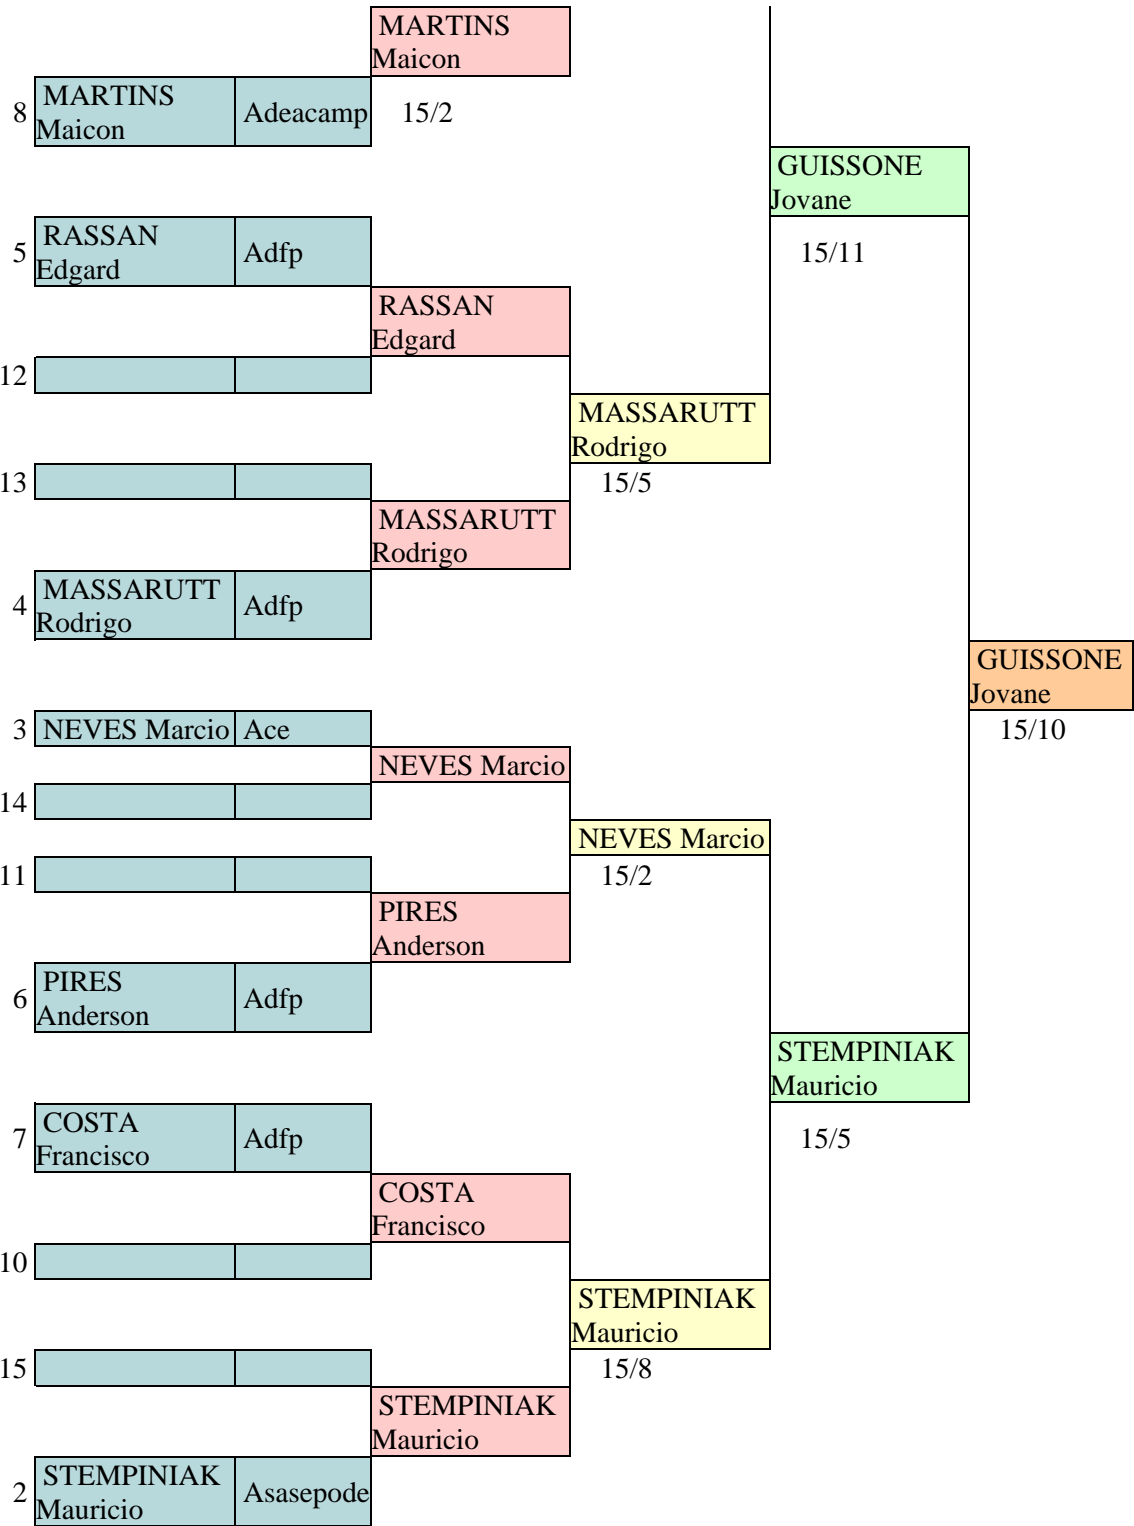 MARTINS
Maicon
8 MARTINS
Maicon
Adeacamp
15/2
GUISSONE
Jovane
15/11
5 RASSAN
Edgard
Adfp
RASSAN
Edgard
12
MASSARUTT
Rodrigo
15/5
13
MASSARUTT
Rodrigo
4 MASSARUTT
Rodrigo
Adfp
GUISSONE
Jovane
15/10
3 NEVES Marcio Ace
NEVES Marcio
14
NEVES Marcio
15/2
11
PIRES
Anderson
6 PIRES
Anderson
Adfp
STEMPINIAK
Mauricio
15/5
7 COSTA
Francisco
Adfp
COSTA
Francisco
10
STEMPINIAK
Mauricio
15/8
15
STEMPINIAK
Mauricio
2 STEMPINIAK
Mauricio
Asasepode